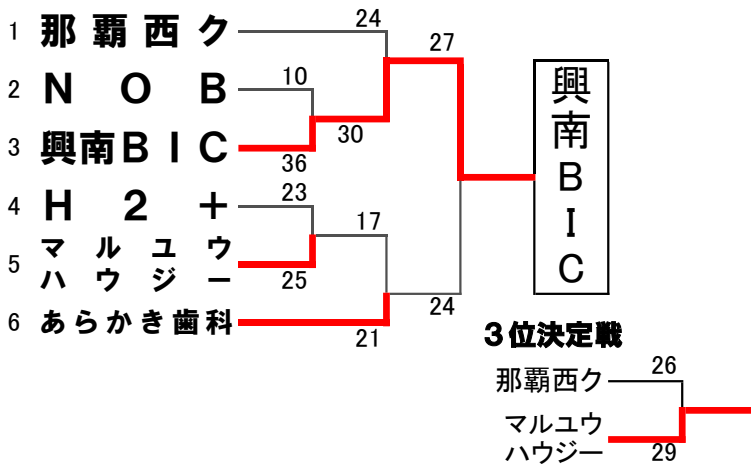 1 那覇西ク
24
27
2 NOB
10
30
3 興南BIC
36
4 H2+
23
17
5 マルユウ
ハウジー
25
24
6 あらかき歯科
21
興南BIC
3位決定戦
那覇西ク
26
マルユウ
ハウジー
29